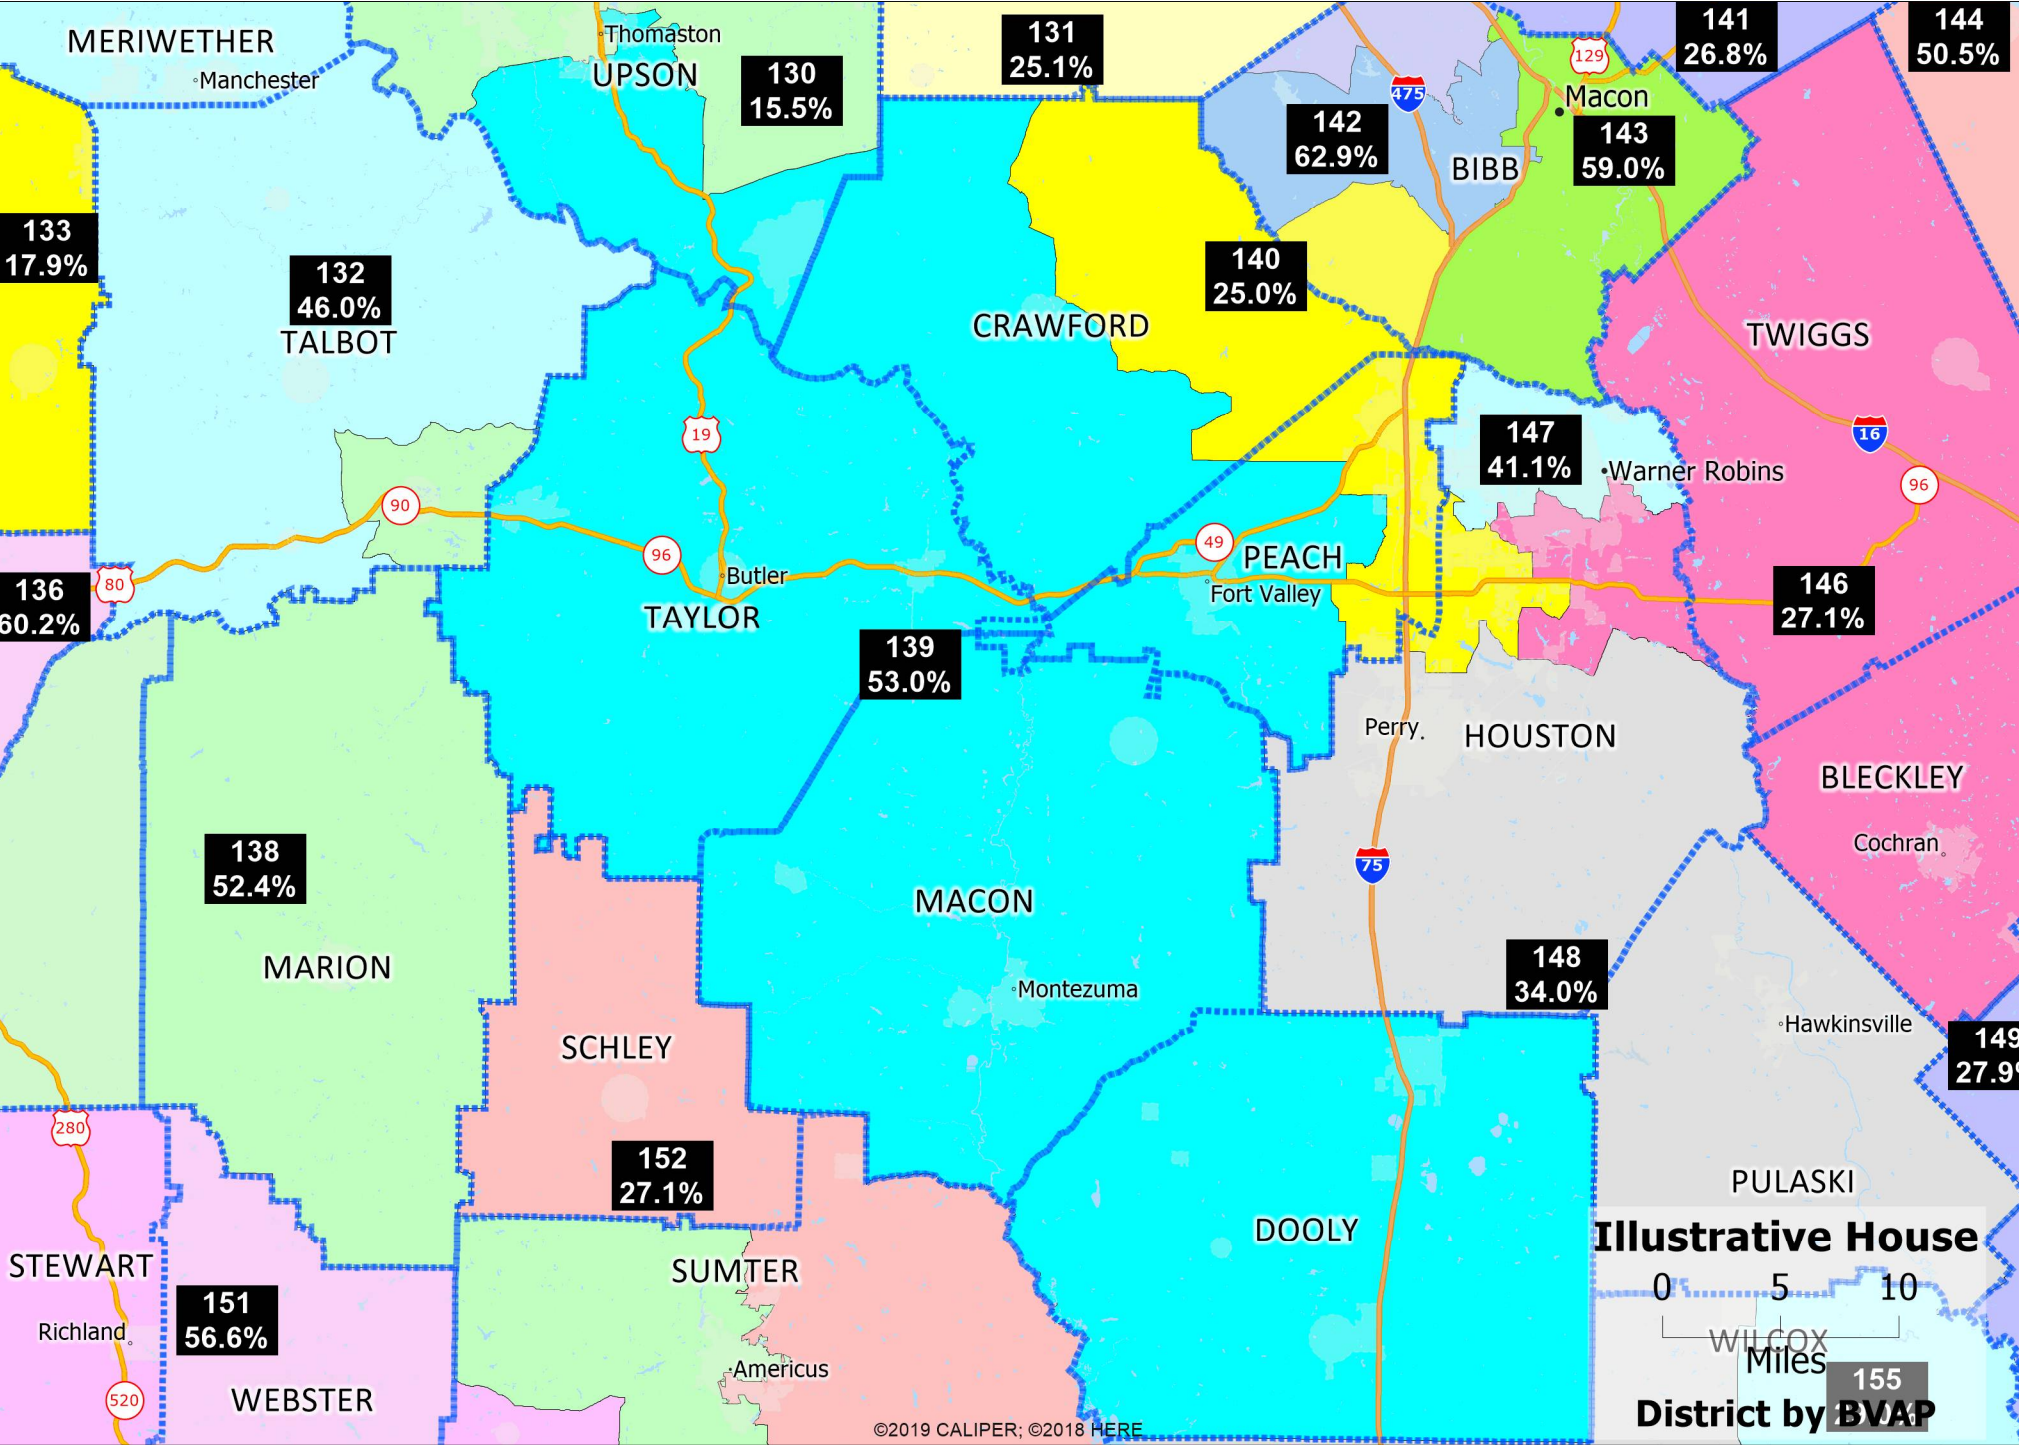 MERIWETHER
Manchester
Thomaston
UPSON
130
15.5%
131
25.1%
475
129
Macon
141
26.8%
144
50.5%
142
62.9%
BIBB
143
59.0%
133
17.9%
132
46.0%
TALBOT
140
25.0%
CRAWFORD
TWIGGS
19
147
41.1%
Warner Robins
16
96
90
96
49
PEACH
Fort Valley
Butler
TAYLOR
136
60.2%
80
146
27.1%
139
53.0%
Perry
HOUSTON
BLECKLEY
Cochran
138
52.4%
75
MACON
MARION
148
34.0%
Montezuma
Hawkinsville
SCHLEY
149
27.9%
280
152
27.1%
PULASKI
DOOLY
Illustrative House
0 5 10
STEWART
SUMTER
151
56.6%
Richland
WILCOX
Miles
Americus
155
520
WEBSTER
District by BVAP
©2019 CALIPER; ©2018 HERE